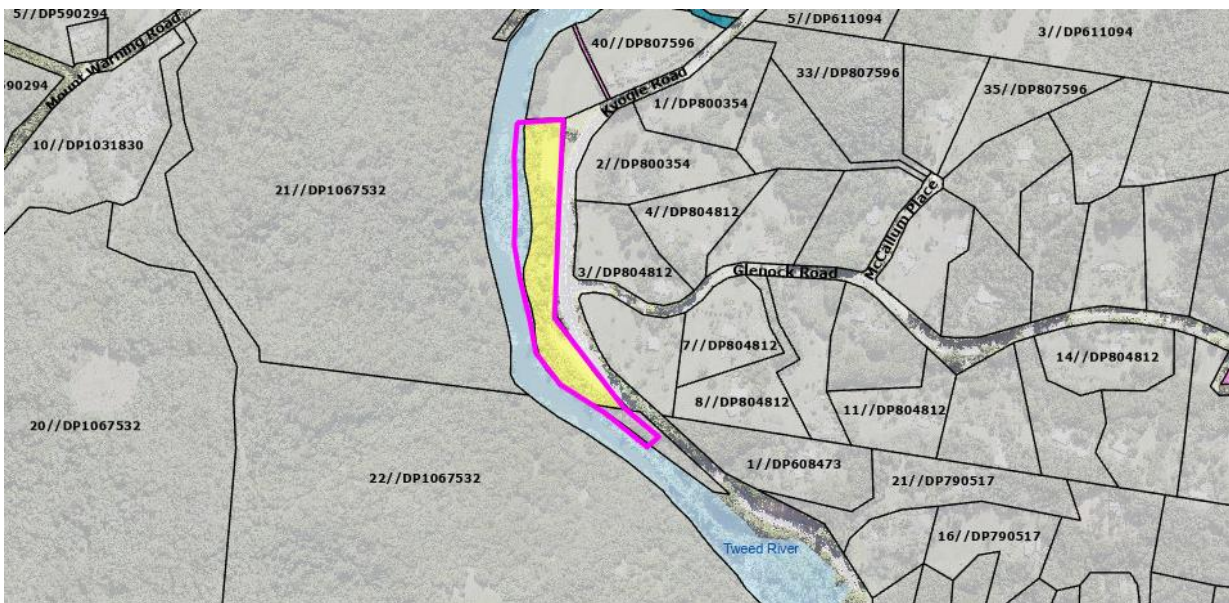 5//DP590294
Mount Warning Road
590294
10//DP1031830
21//DP1067532
20//DP1067532
22//DP1067532
40//DP807596
Kyogle Road
5//DP611094
3//DP611094
33//DP807596
35//DP807596
1//DP800354
2//DP800354
4//DP804812
McCallum Place
3//DP804812
Glenock Road
7//DP804812
14//DP804812
8//DP804812
11//DP804812
1//DP608473
21//DP790517
16//DP790517
Tweed River